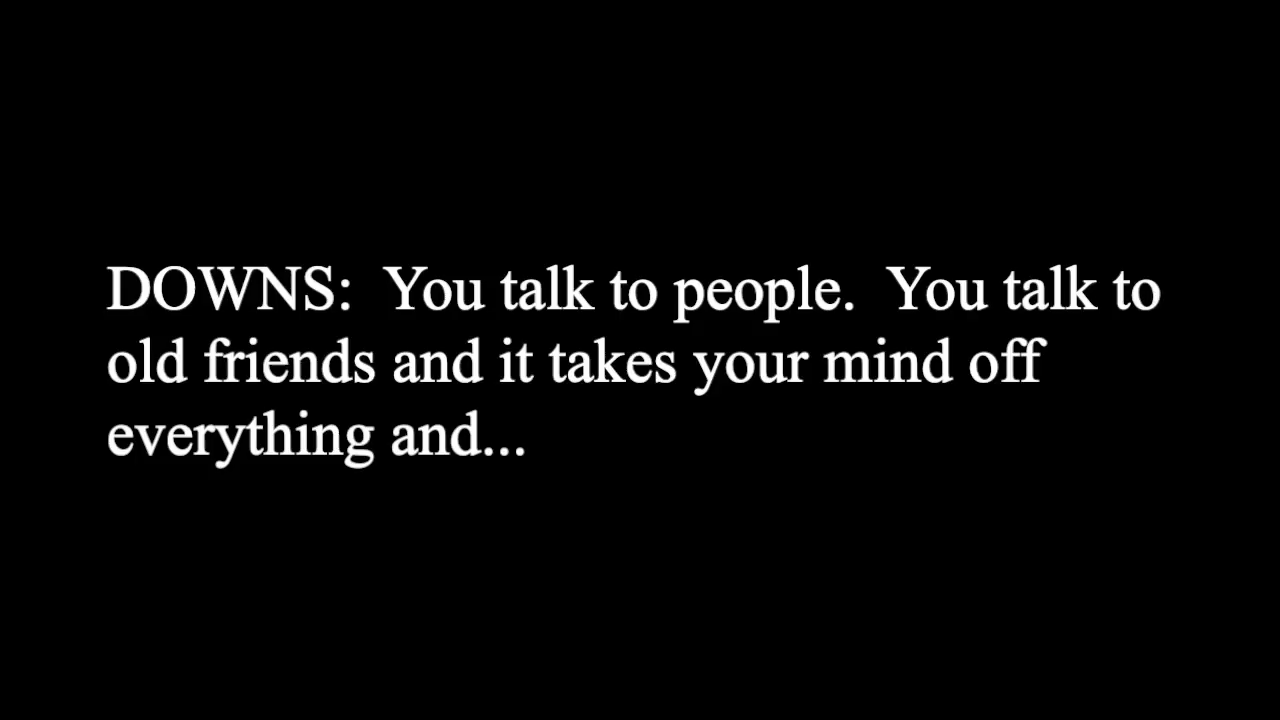 DOWNS:  You talk to people.  You talk to
old friends and it takes your mind off
everything and...